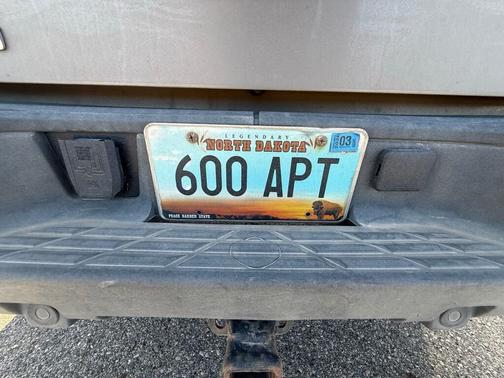 LEGENDARY
NORTH DAKOTA
03
600 APT
PEACE GARDEN STATE